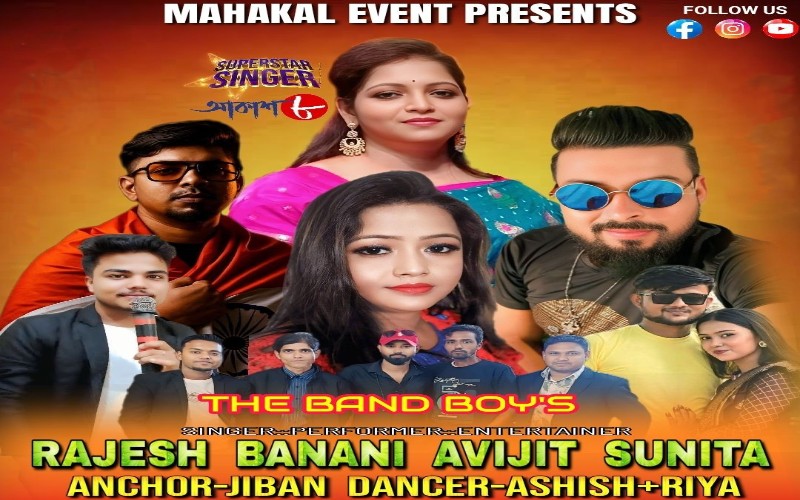 MAHAKAL EVENT PRESENTS
FOLLOW US
SUPERSTAR
SINGER
আকাশ ৮
THE BAND BOY'S
SINGER~PERFORMER~ENTERTAINER
RAJESH BANANI AVIJIT SUNITA
ANCHOR-JIBAN DANCER-ASHISH+RIYA